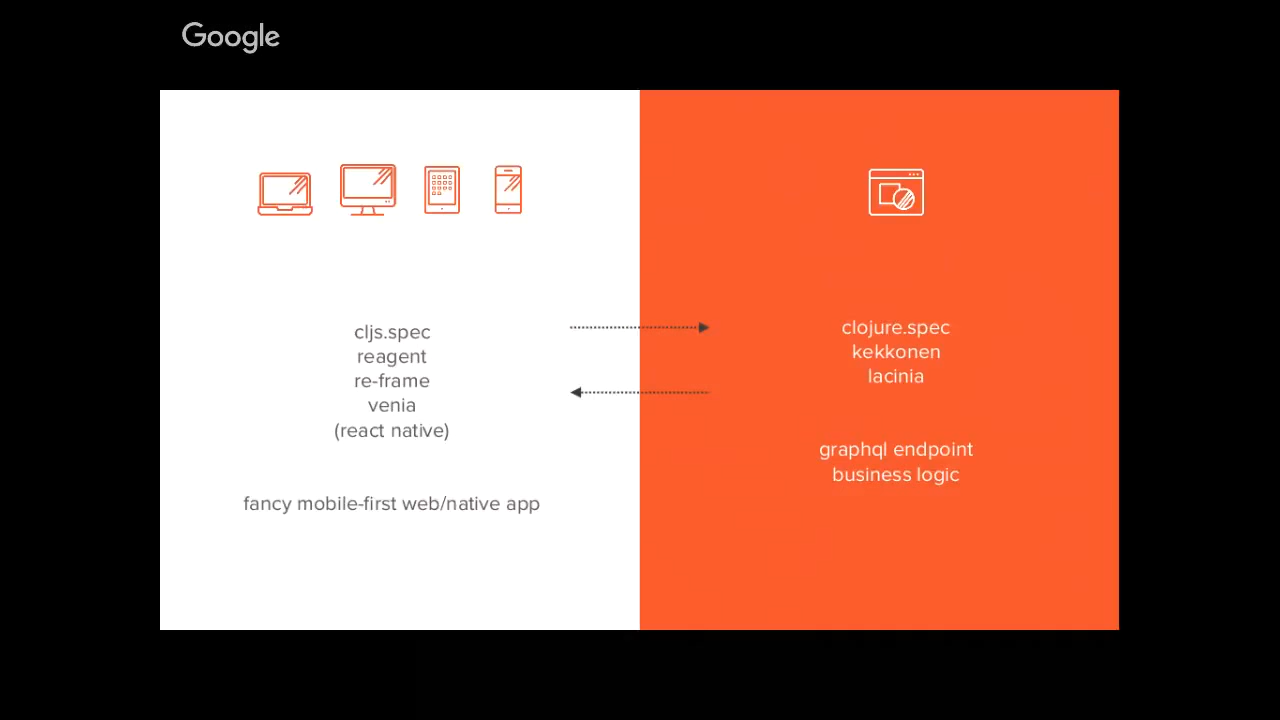 Google
cljs.spec
reagent
re-frame
venia
(react native)
fancy mobile-first web/native app
clojure.spec
kekkonen
lacinia
graphql endpoint
business logic